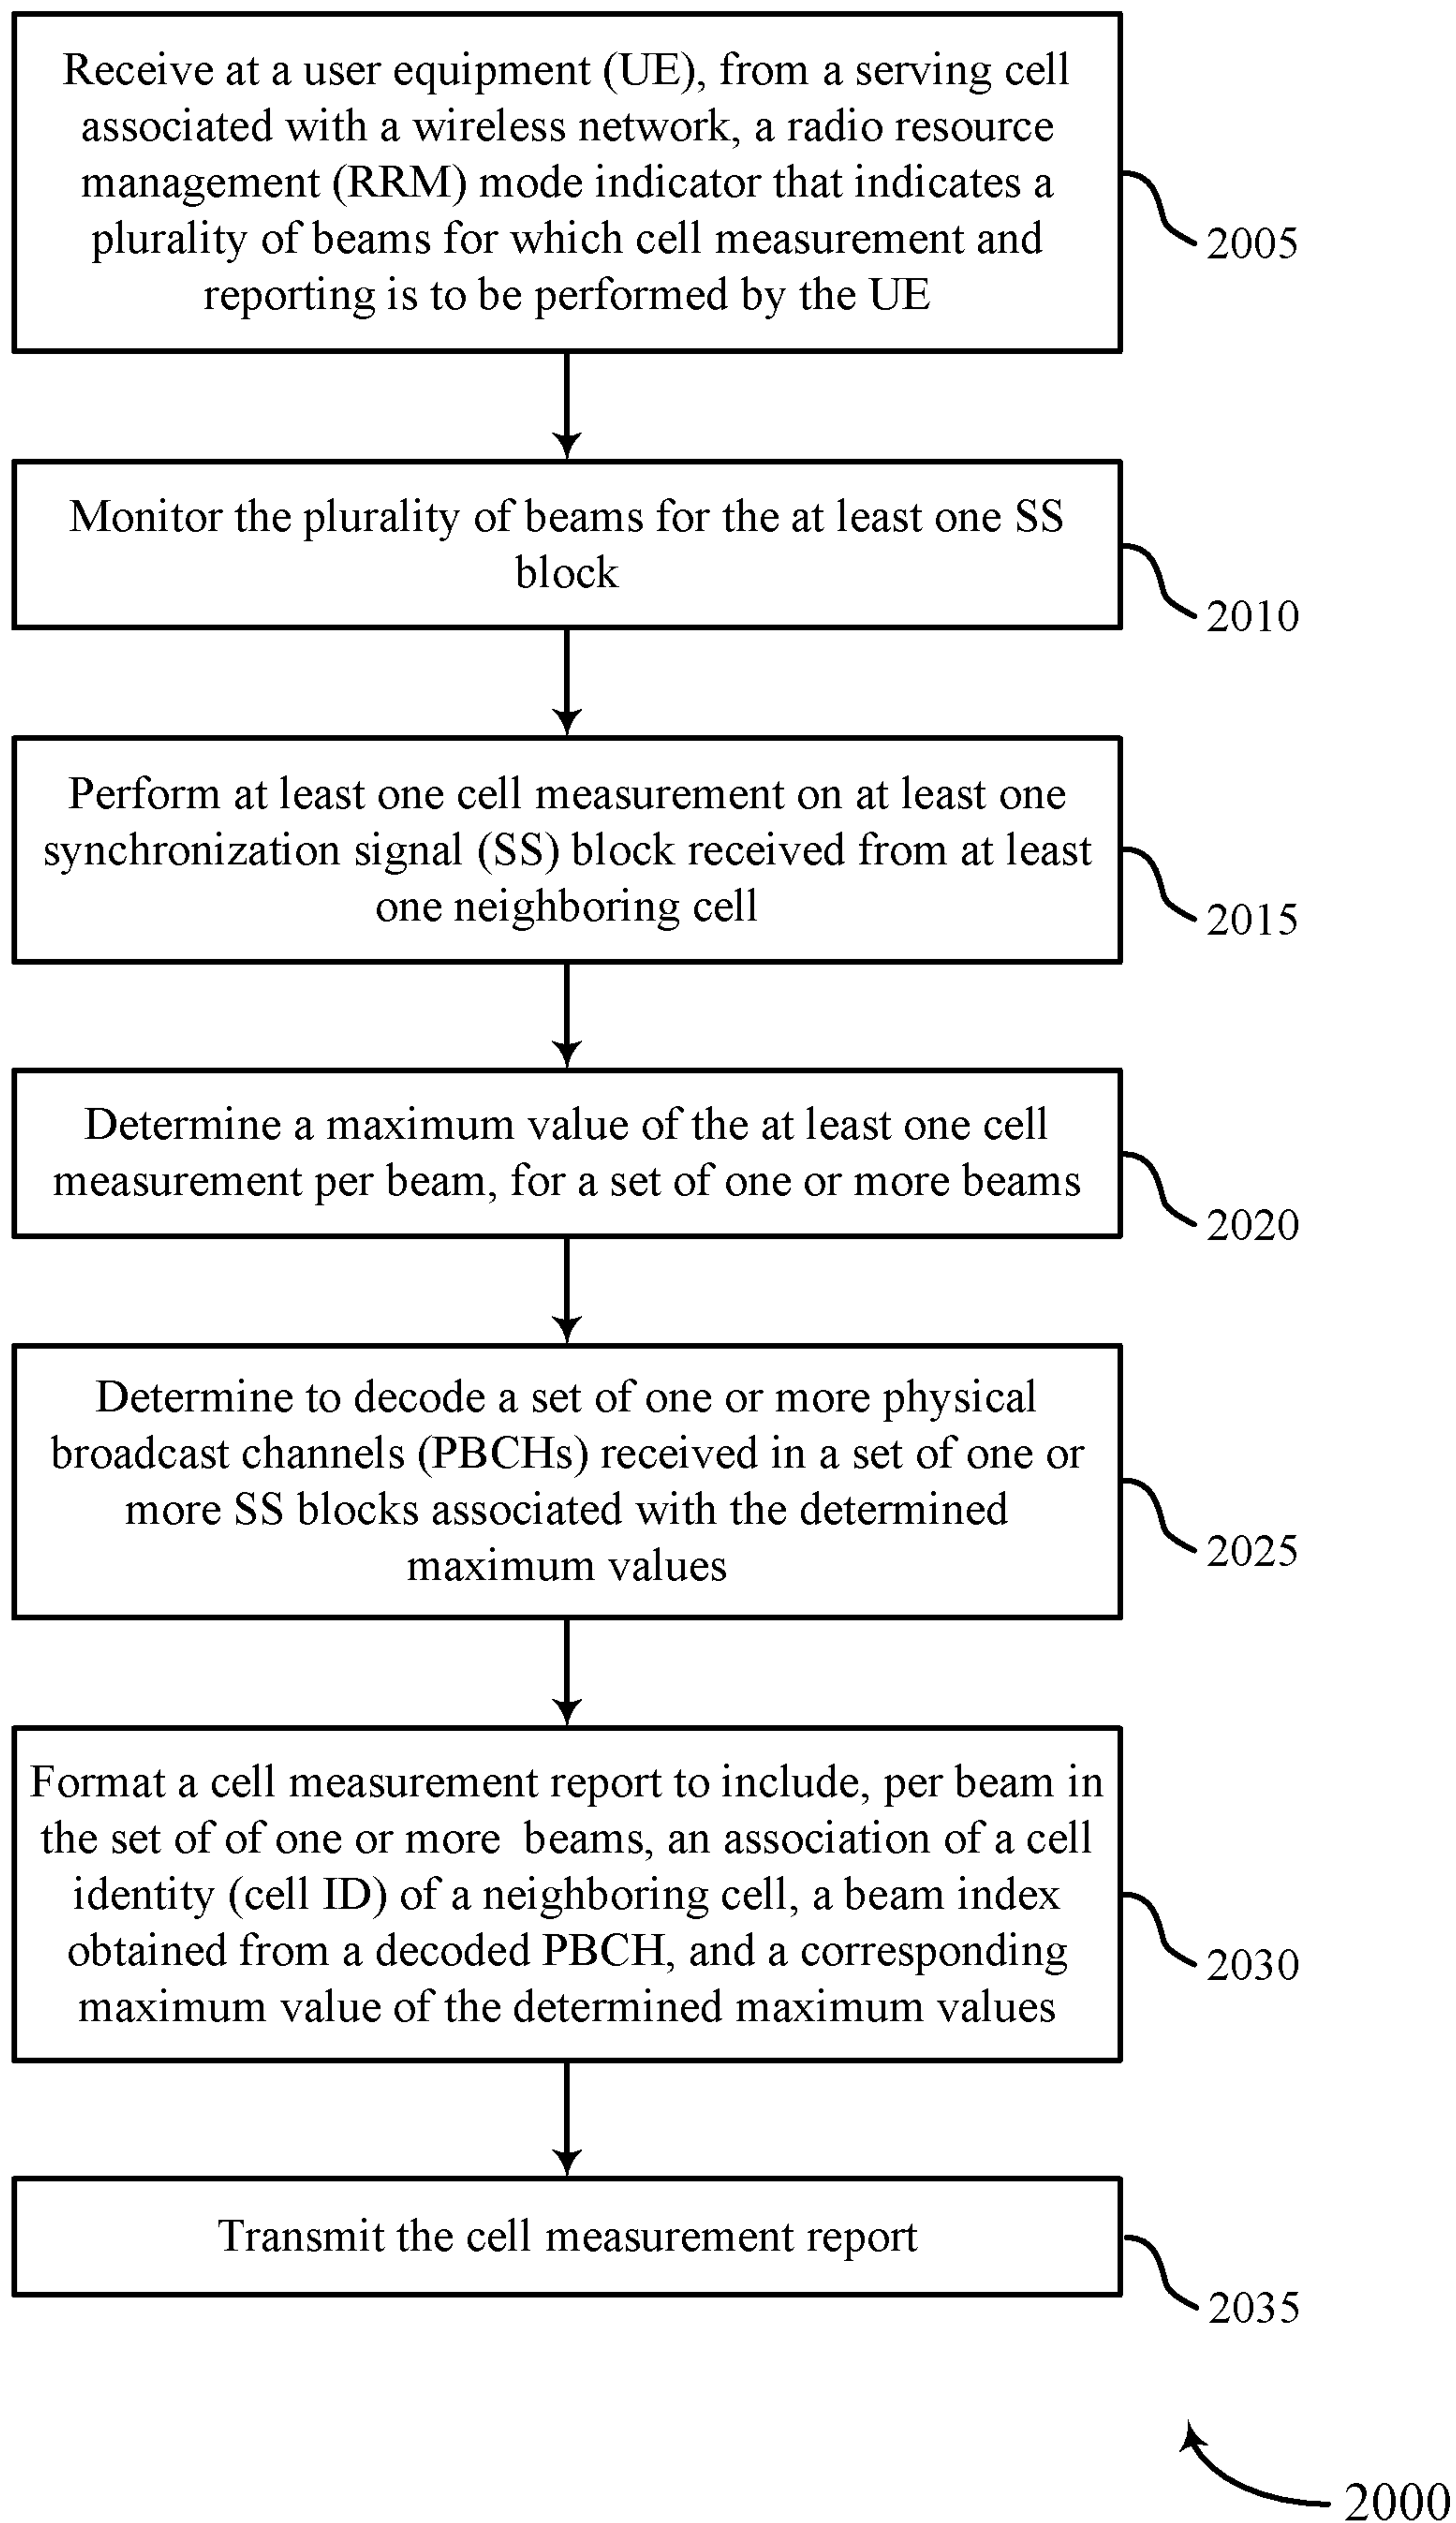 Receive at a user equipment (UE), from a serving cell
associated with a wireless network, a radio resource
management (RRM) mode indicator that indicates a
plurality of beams for which cell measurement and
reporting is to be performed by the UE
2005
Monitor the plurality of beams for the at least one SS
block
2010
Perform at least one cell measurement on at least one
synchronization signal (SS) block received from at least
one neighboring cell
2015
Determine a maximum value of the at least one cell
measurement per beam, for a set of one or more beams
2020
Determine to decode a set of one or more physical
broadcast channels (PBCHs) received in a set of one or
more SS blocks associated with the determined
maximum values
2025
Format a cell measurement report to include, per beam in
the set of of one or more beams, an association of a cell
identity (cell ID) of a neighboring cell, a beam index
obtained from a decoded PBCH, and a corresponding
maximum value of the determined maximum values
2030
Transmit the cell measurement report
2035
2000